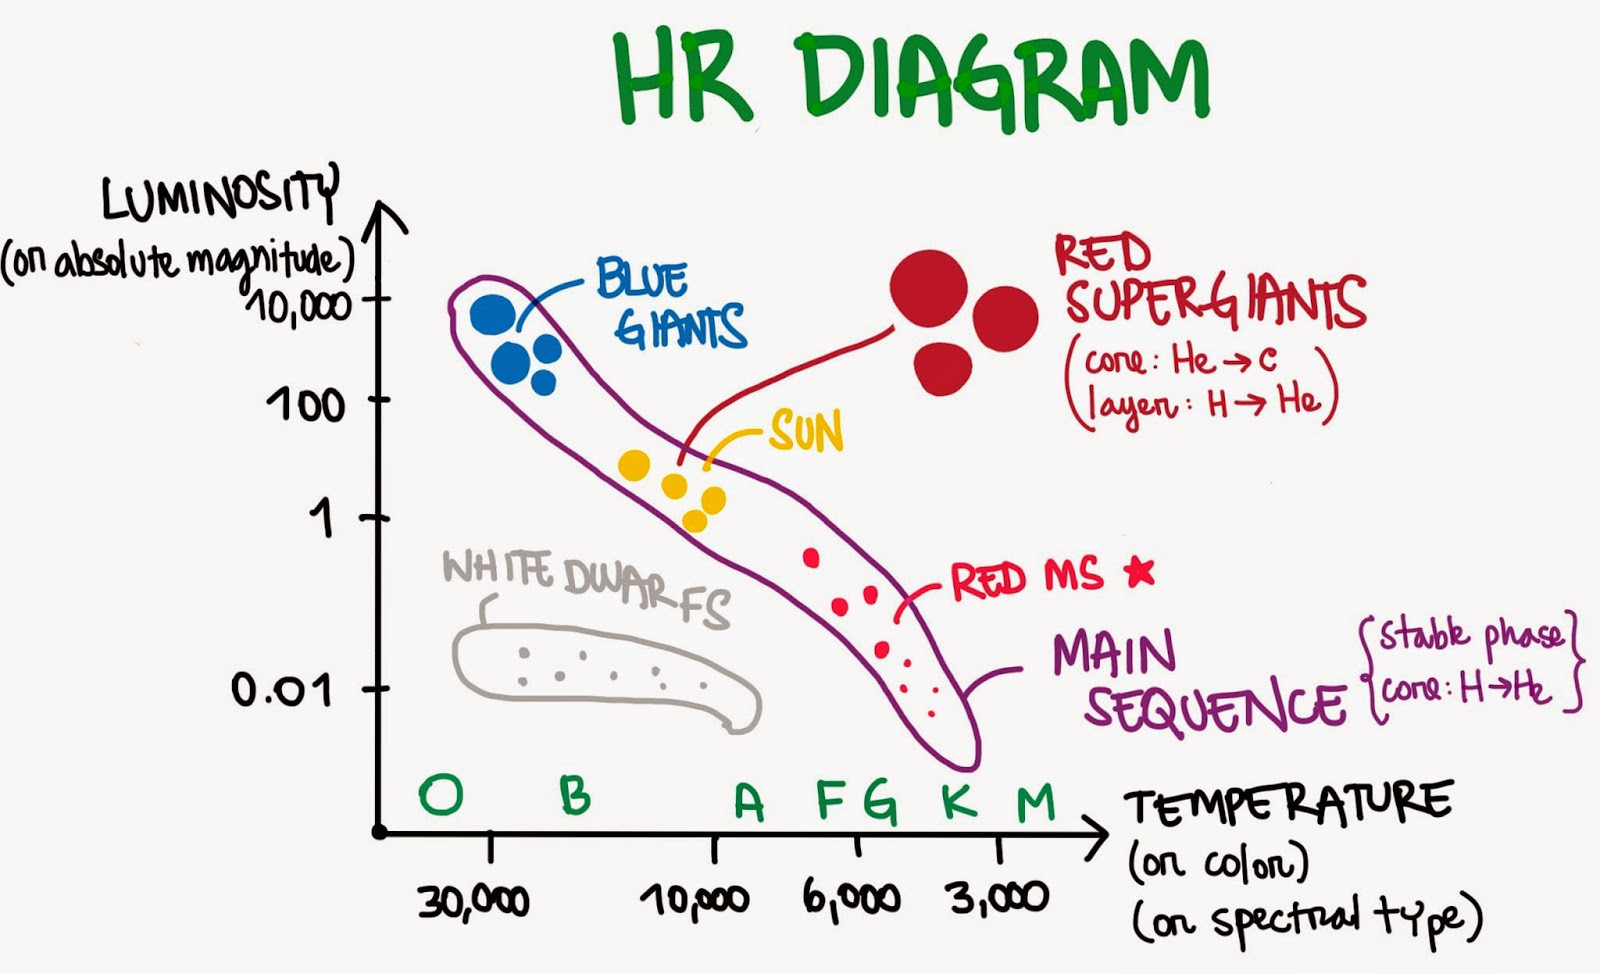 HR DIAGRAM
LUMINOSITY
(or absolute magnitude)
10,000
100
1
0.01
BLUE
GIANTS
RED
SUPERGIANTS
(core: He → C
layer: H → He)
SUN
WHITE DWARFS
RED MS
MAIN
SEQUENCE
{stable phase
core: H → He}
O B A F G K M
TEMPERATURE
(or color)
(or spectral type)
30,000 10,000 6,000 3,000